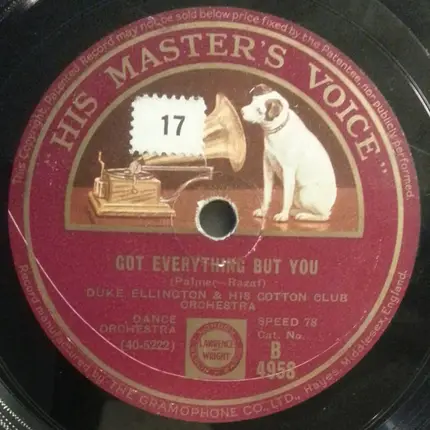 This Copyright Patented Record may not be sold below price fixed by the Patentee, nor publicly performed.
"HIS MASTER'S VOICE"
17
GOT EVERYTHING BUT YOU
(Palmer—Razaf)
DUKE ELLINGTON & HIS COTTON CLUB
ORCHESTRA
DANCE
ORCHESTRA
(40-6222)
LAWRENCE
WRIGHT
SPEED 78
Cat. No.
B
4958
Record manufactured by THE GRAMOPHONE CO., LTD., Hayes, Middlesex, England.